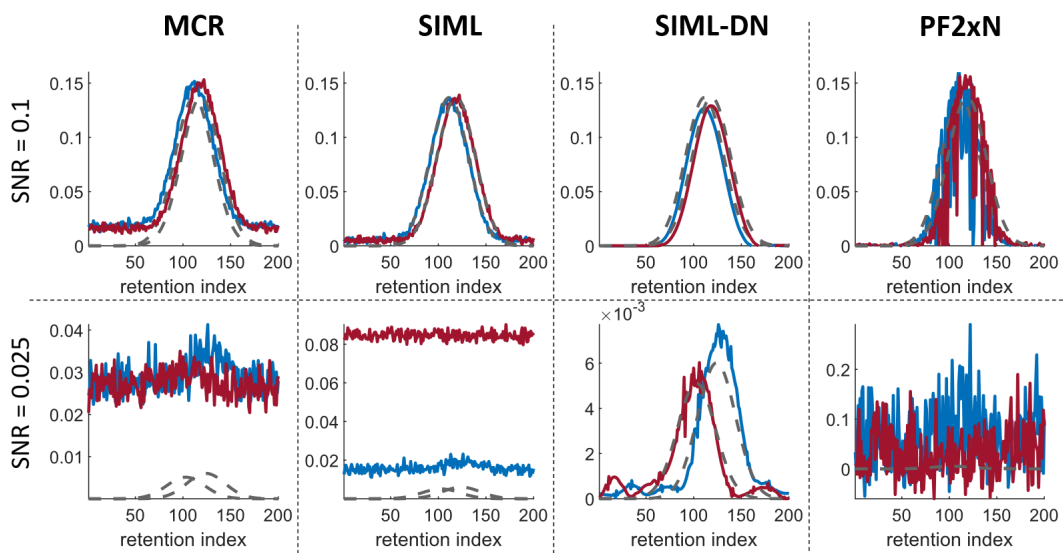 MCR SIML SIML-DN PF2xN
SNR = 0.1
0.15 0.15 0.15 0.15
0.1 0.1 0.1 0.1
0.05 0.05 0.05 0.05
0 0 0 0
50 100 150 200 50 100 150 200 50 100 150 200 50 100 150 200
retention index retention index retention index retention index
SNR = 0.025
×10⁻³
0.04 0.08 6 0.2
0.03 0.06 4 0.1
0.02 0.04 2 0
0.01 0.02 0
50 100 150 200 50 100 150 200 50 100 150 200 50 100 150 200
retention index retention index retention index retention index